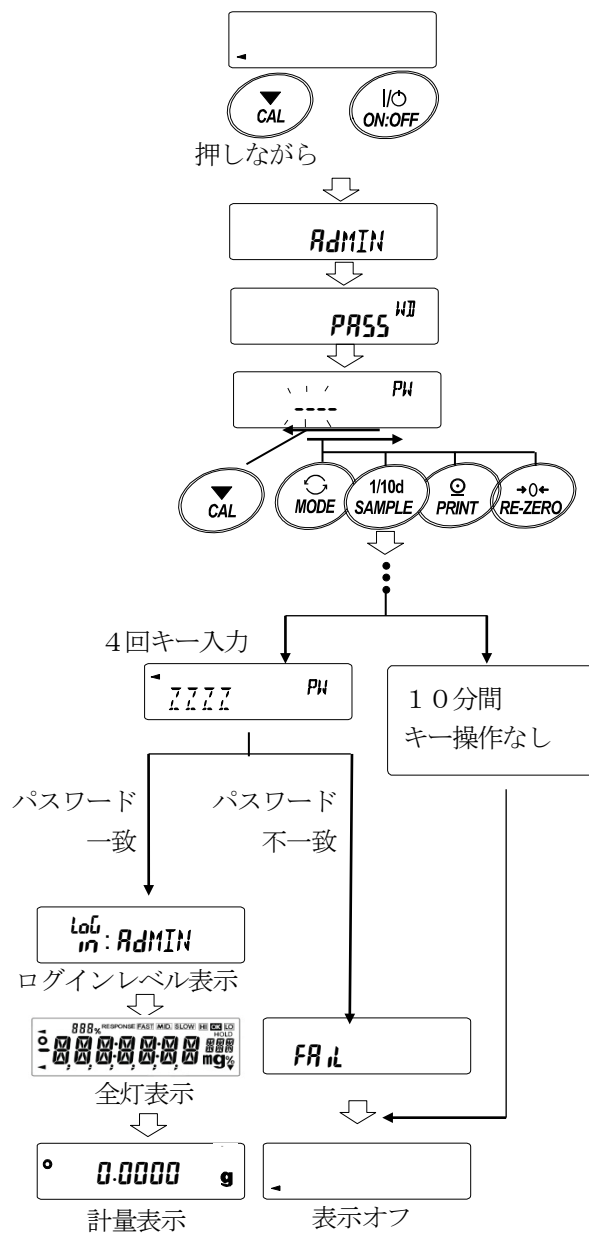 CAL
I/⏻
ON:OFF
押しながら
AdMIN
PASS WD
PW
----
CAL
MODE
1/10d
SAMPLE
PRINT
→0←
RE-ZERO
4回キー入力
PW
ZZZZ
10分間
キー操作なし
パスワード
一致
パスワード
不一致
LoG
in : AdMIN
ログインレベル表示
888% RESPONSE FAST MID. SLOW HI OK LO
HOLD
mg%
全灯表示
FAiL
0.0000 g
計量表示
表示オフ